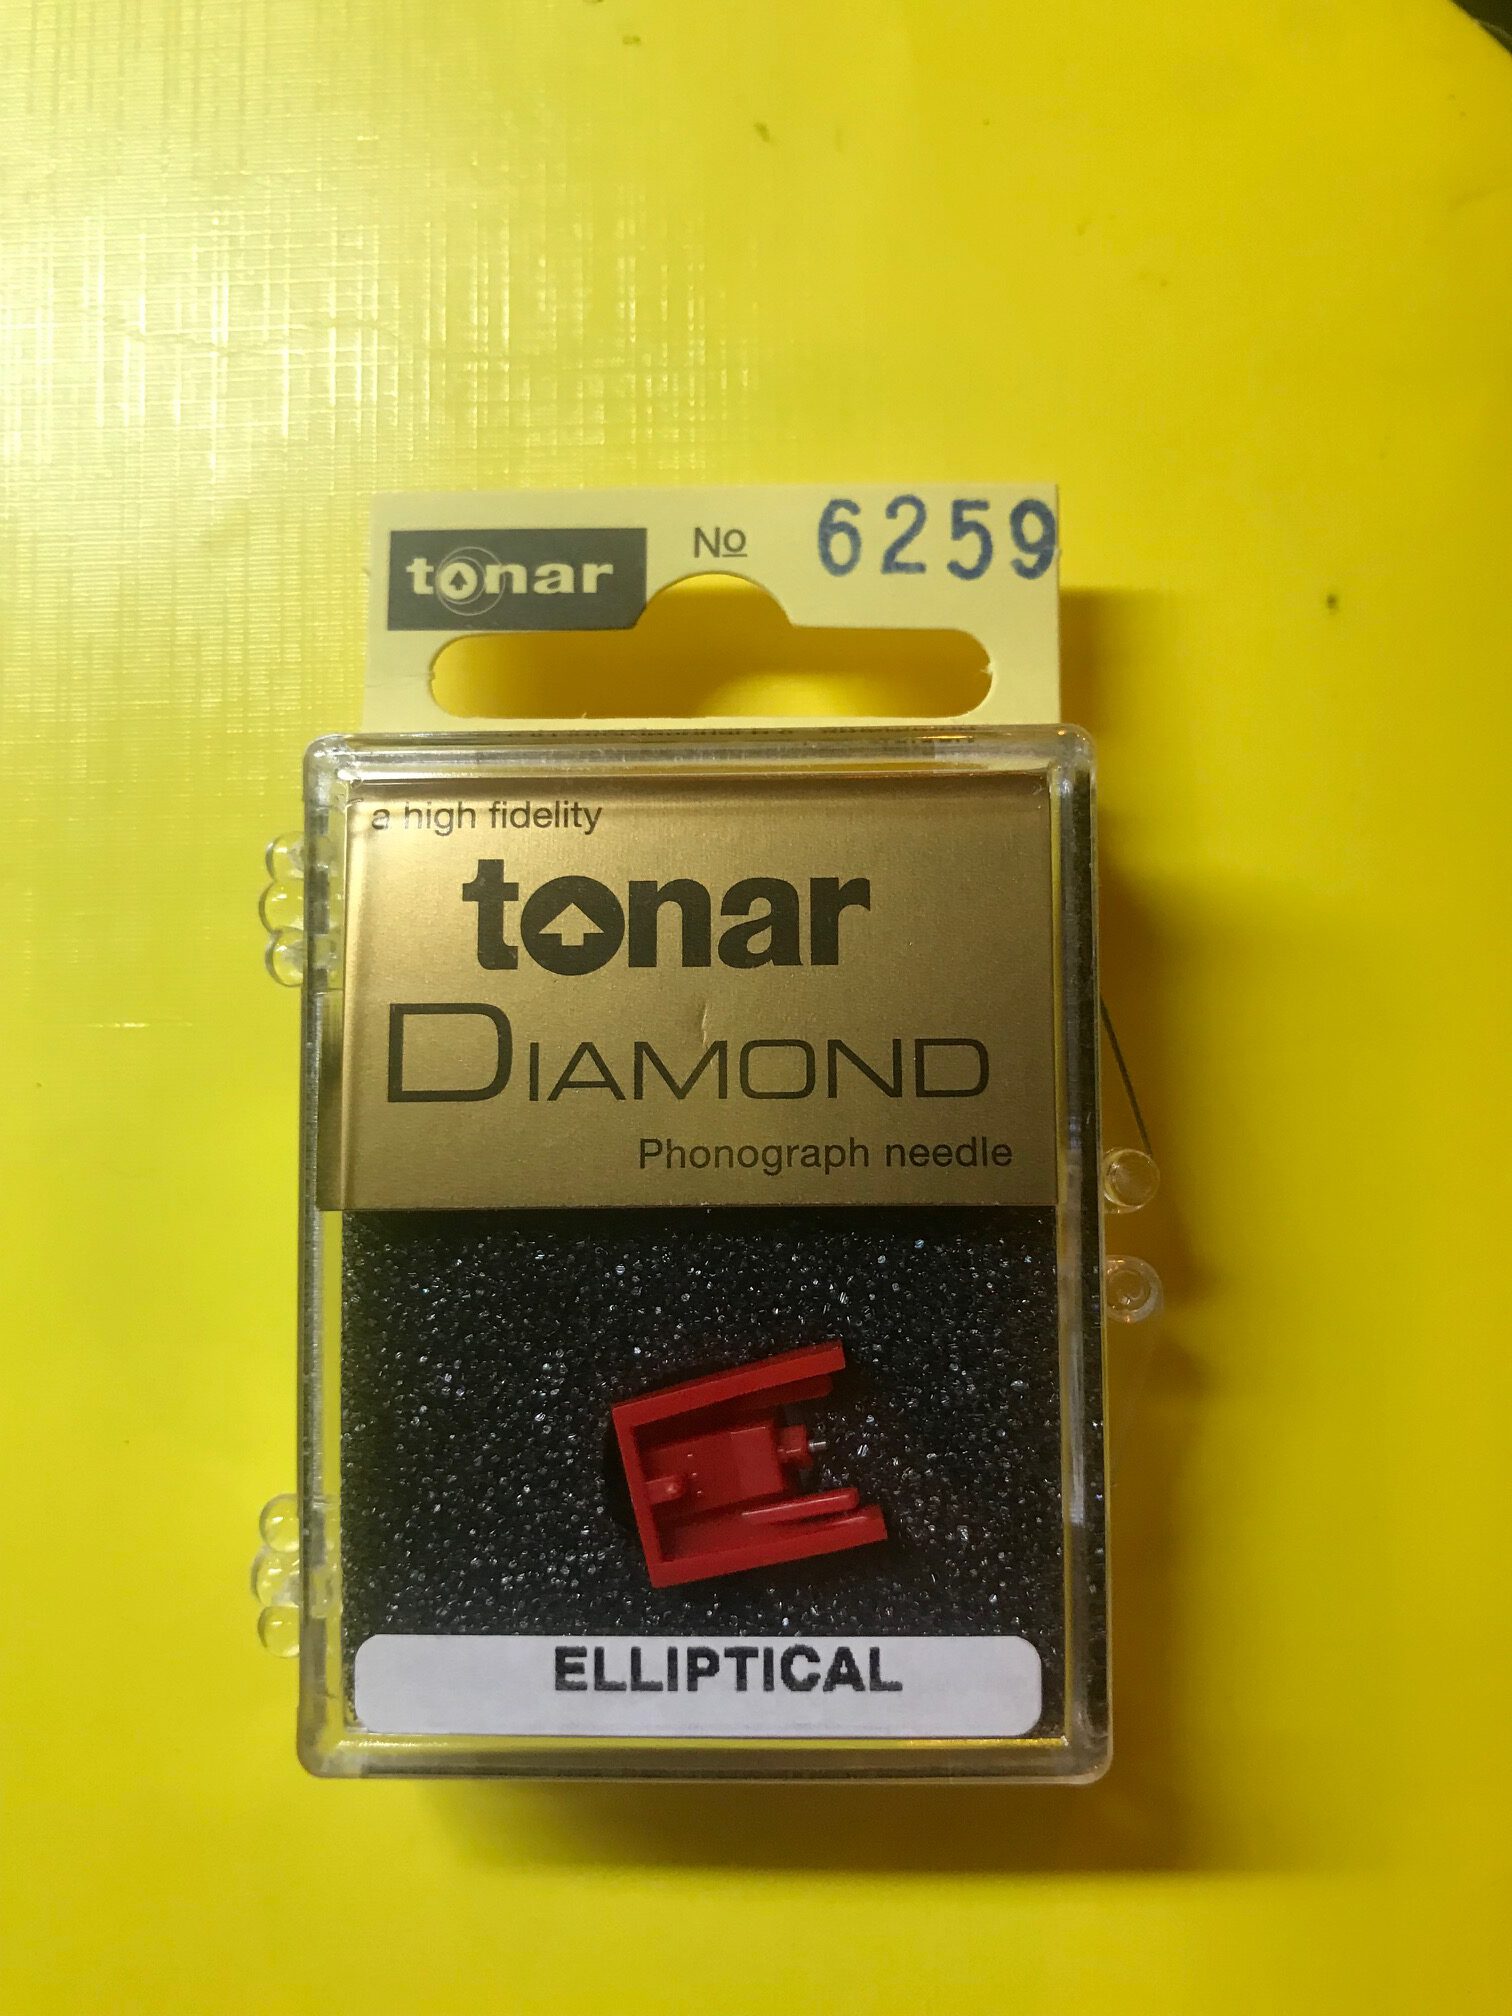 tonar No 6259
a high fidelity
tonar
DIAMOND
Phonograph needle
ELLIPTICAL